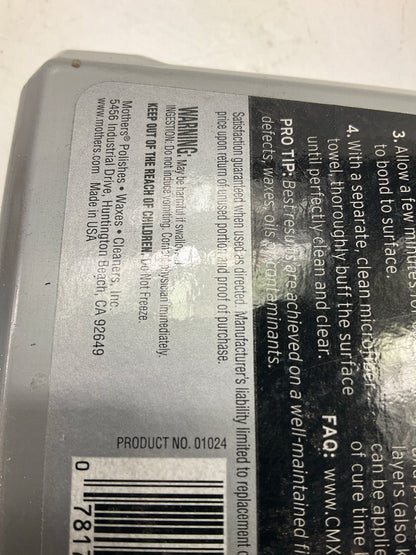 3. Allow a few minutes
to bond to surface.
4. With a separate, clean microfiber
towel, thoroughly buff the surface
until perfectly clean and clear.
PRO TIP: Best results are achieved on a well-maintained
defects, waxes, oils or contaminants.
FAQ: WWW.CMX
can be applie
layers (also
of cure time
Satisfaction guaranteed when used as directed. Manufacturer's liability limited to replacement
price upon return of unused portion and proof of purchase.
WARNING: May be harmful if swallowed.
INGESTION: Do not induce vomiting. Consult physician immediately.
KEEP OUT OF THE REACH OF CHILDREN. Do Not Freeze
Mothers® Polishes • Waxes • Cleaners, Inc.
5456 Industrial Drive, Huntington Beach, CA 92649
www.mothers.com Made in USA
PRODUCT NO. 01024
0 7817